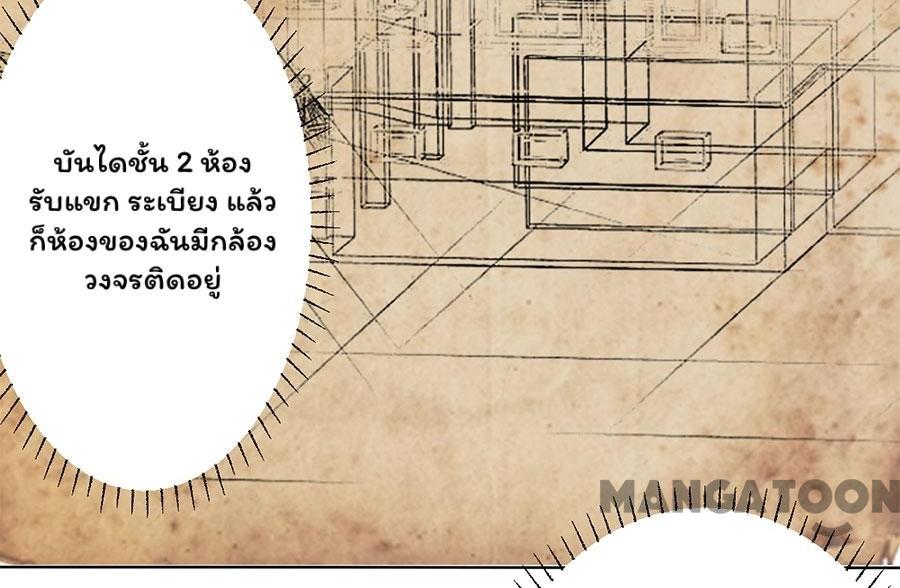 บันไดชั้น 2 ห้อง
รับแขก ระเบียง แล้ว
ก็ห้องของฉันมีกล้อง
วงจรติดอยู่
MANGATOON